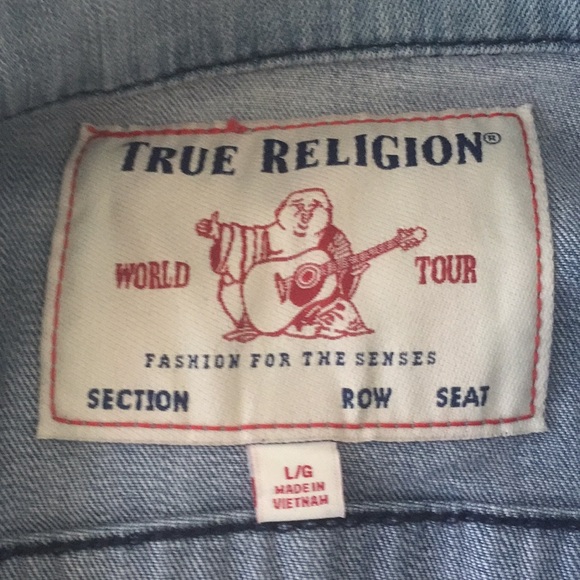 TRUE RELIGION®
WORLD TOUR
FASHION FOR THE SENSES
SECTION ROW SEAT
L/G
MADE IN
VIETNAM